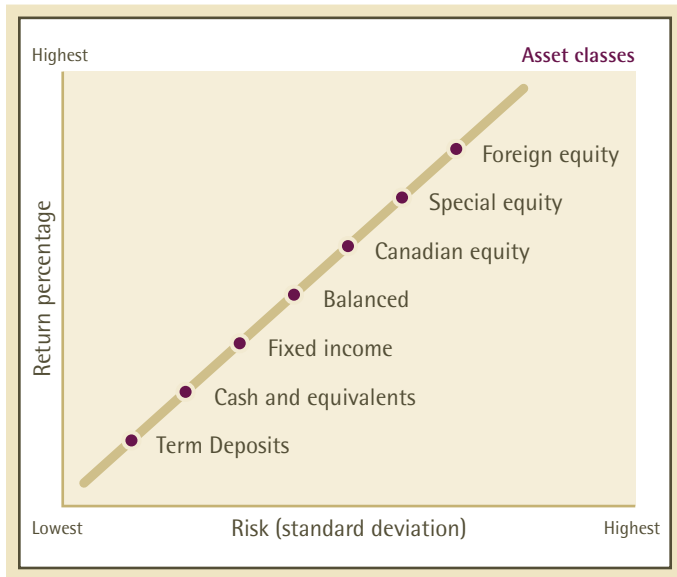 Highest
Asset classes
Foreign equity
Special equity
Canadian equity
Balanced
Fixed income
Cash and equivalents
Term Deposits
Return percentage
Lowest
Risk (standard deviation)
Highest